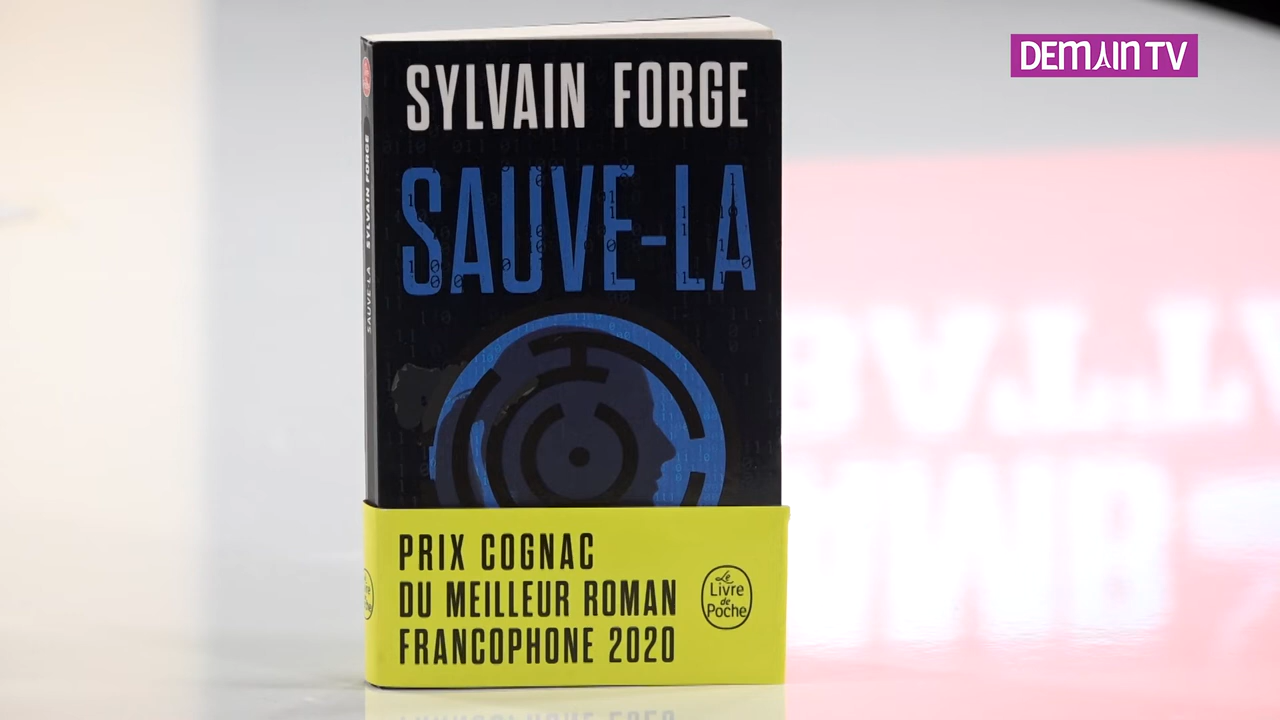 DEMAIN TV
SYLVAIN FORGE
SAUVE-LA
SAUVE-LA SYLVAIN FORGE
PRIX COGNAC
DU MEILLEUR ROMAN
FRANCOPHONE 2020
Le
Livre
de
Poche